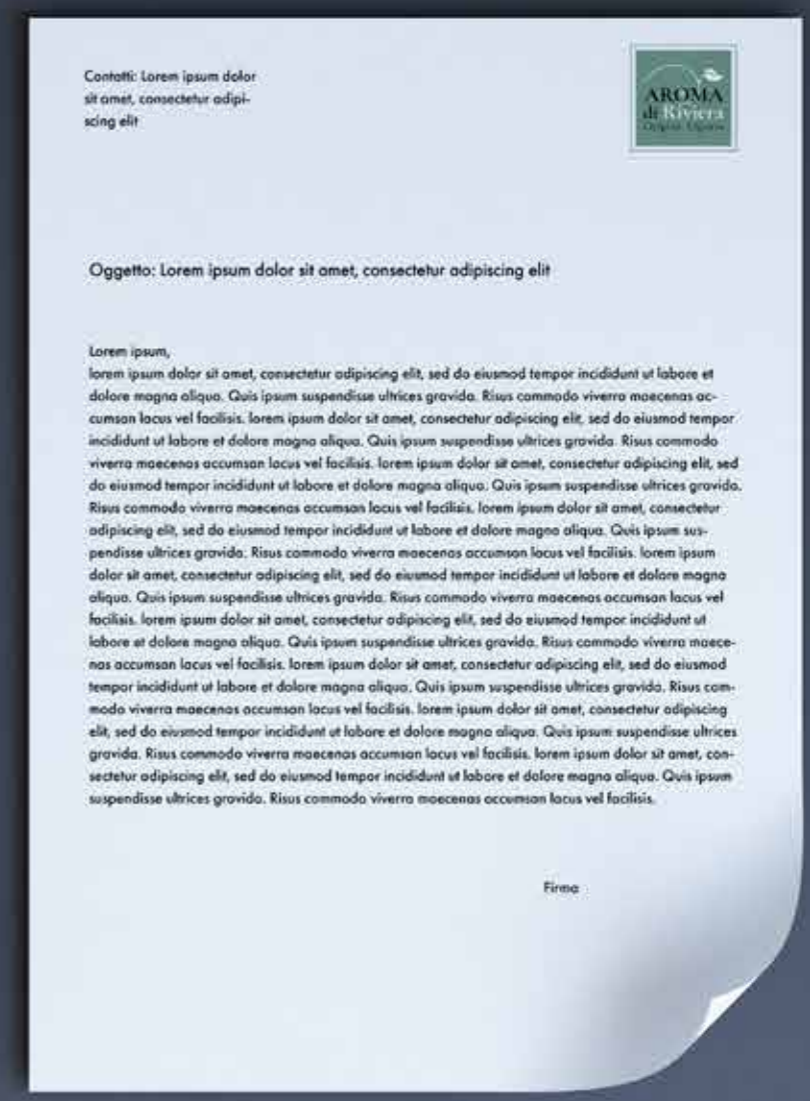 Contatti: Lorem ipsum dolor
sit amet, consectetur adipi-
scing elit
AROMA
di Riviera
Oggetto: Lorem ipsum dolor sit amet, consectetur adipiscing elit
Lorem ipsum,
lorem ipsum dolor sit amet, consectetur adipiscing elit, sed do eiusmod tempor incididunt ut labore et
dolore magna aliqua. Quis ipsum suspendisse ultrices gravida. Risus commodo viverra maecenas ac-
cumsan lacus vel facilisis. lorem ipsum dolor sit amet, consectetur adipiscing elit, sed do eiusmod tempor
incididunt ut labore et dolore magna aliqua. Quis ipsum suspendisse ultrices gravida. Risus commodo
viverra maecenas accumsan lacus vel facilisis. lorem ipsum dolor sit amet, consectetur adipiscing elit, sed
do eiusmod tempor incididunt ut labore et dolore magna aliqua. Quis ipsum suspendisse ultrices gravida.
Risus commodo viverra maecenas accumsan lacus vel facilisis. lorem ipsum dolor sit amet, consectetur
adipiscing elit, sed do eiusmod tempor incididunt ut labore et dolore magna aliqua. Quis ipsum sus-
pendisse ultrices gravida. Risus commodo viverra maecenas accumsan lacus vel facilisis. lorem ipsum
dolor sit amet, consectetur adipiscing elit, sed do eiusmod tempor incididunt ut labore et dolore magna
aliqua. Quis ipsum suspendisse ultrices gravida. Risus commodo viverra maecenas accumsan lacus vel
facilisis. lorem ipsum dolor sit amet, consectetur adipiscing elit, sed do eiusmod tempor incididunt ut
labore et dolore magna aliqua. Quis ipsum suspendisse ultrices gravida. Risus commodo viverra maece-
nas accumsan lacus vel facilisis. lorem ipsum dolor sit amet, consectetur adipiscing elit, sed do eiusmod
tempor incididunt ut labore et dolore magna aliqua. Quis ipsum suspendisse ultrices gravida. Risus com-
modo viverra maecenas accumsan lacus vel facilisis. lorem ipsum dolor sit amet, consectetur adipiscing
elit, sed do eiusmod tempor incididunt ut labore et dolore magna aliqua. Quis ipsum suspendisse ultrices
gravida. Risus commodo viverra maecenas accumsan lacus vel facilisis. lorem ipsum dolor sit amet, con-
sectetur adipiscing elit, sed do eiusmod tempor incididunt ut labore et dolore magna aliqua. Quis ipsum
suspendisse ultrices gravida. Risus commodo viverra maecenas accumsan lacus vel facilisis.
Firma